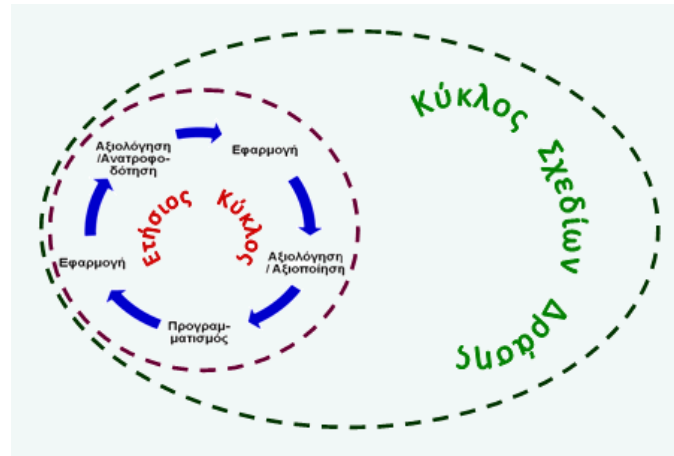 Κύκλος Σχεδίων Δράσης
Αξιολόγηση
/Ανατροφο-
δότηση
Εφαρμογή
Ετήσιος Κύκλος
Εφαρμογή
Αξιολόγηση
/ Αξιοποίηση
Προγραμ-
ματισμός